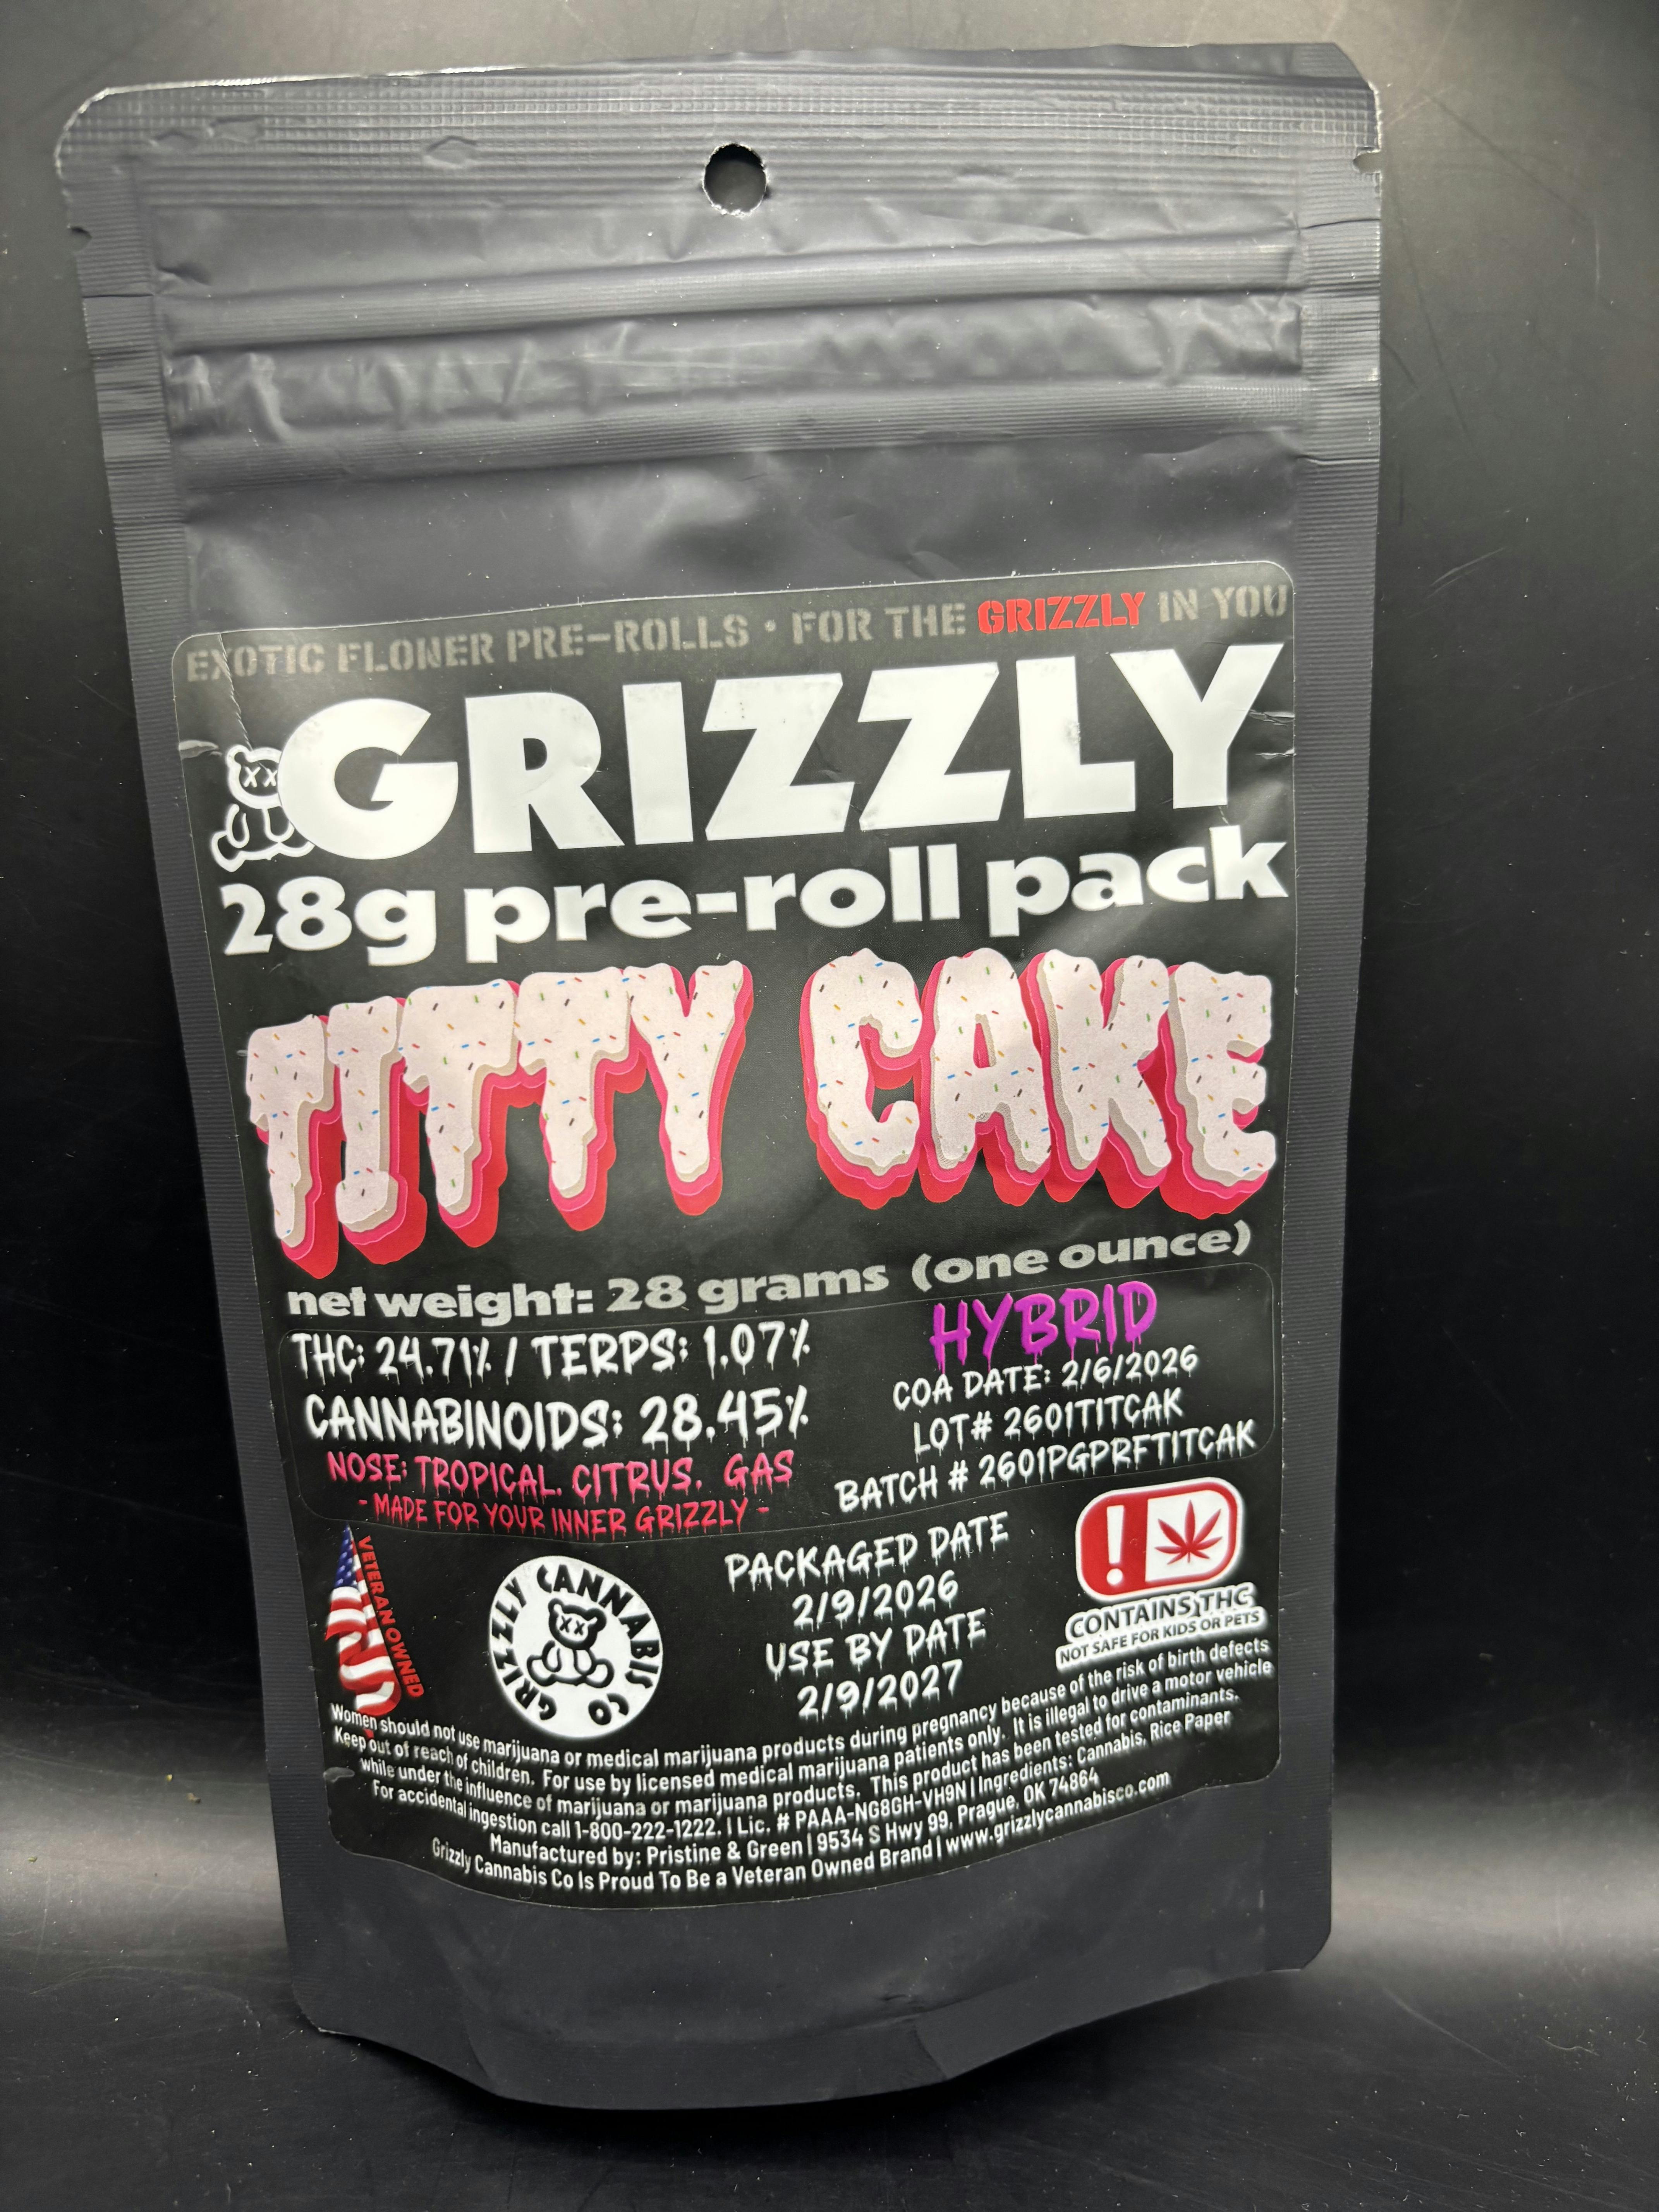 EXOTIC FLOWER PRE-ROLLS • FOR THE GRIZZLY IN YOU
GRIZZLY
28g pre-roll pack
TITTY CAKE
net weight: 28 grams (one ounce)
THC: 24.71% / TERPS: 1.07%
CANNABINOIDS: 28.45%
NOSE: TROPICAL. CITRUS. GAS
- MADE FOR YOUR INNER GRIZZLY -
HYBRID
COA DATE: 2/6/2026
LOT# 2601TITCAK
BATCH # 2601PGPRFTITCAK
VETERAN OWNED
GRIZZLY CANNABIS CO
PACKAGED DATE
2/9/2026
USE BY DATE
2/9/2027
!
CONTAINS THC
NOT SAFE FOR KIDS OR PETS
Women should not use marijuana or medical marijuana products during pregnancy because of the risk of birth defects
Keep out of reach of children. For use by licensed medical marijuana patients only. It is illegal to drive a motor vehicle
while under the influence of marijuana or marijuana products. This product has been tested for contaminants.
For accidental ingestion call 1-800-222-1222. | Lic. # PAAA-NG8GH-VH9N | Ingredients: Cannabis, Rice Paper
Manufactured by: Pristine & Green | 9534 S Hwy 99, Prague, OK 74864
Grizzly Cannabis Co Is Proud To Be a Veteran Owned Brand | www.grizzlycannabisco.com